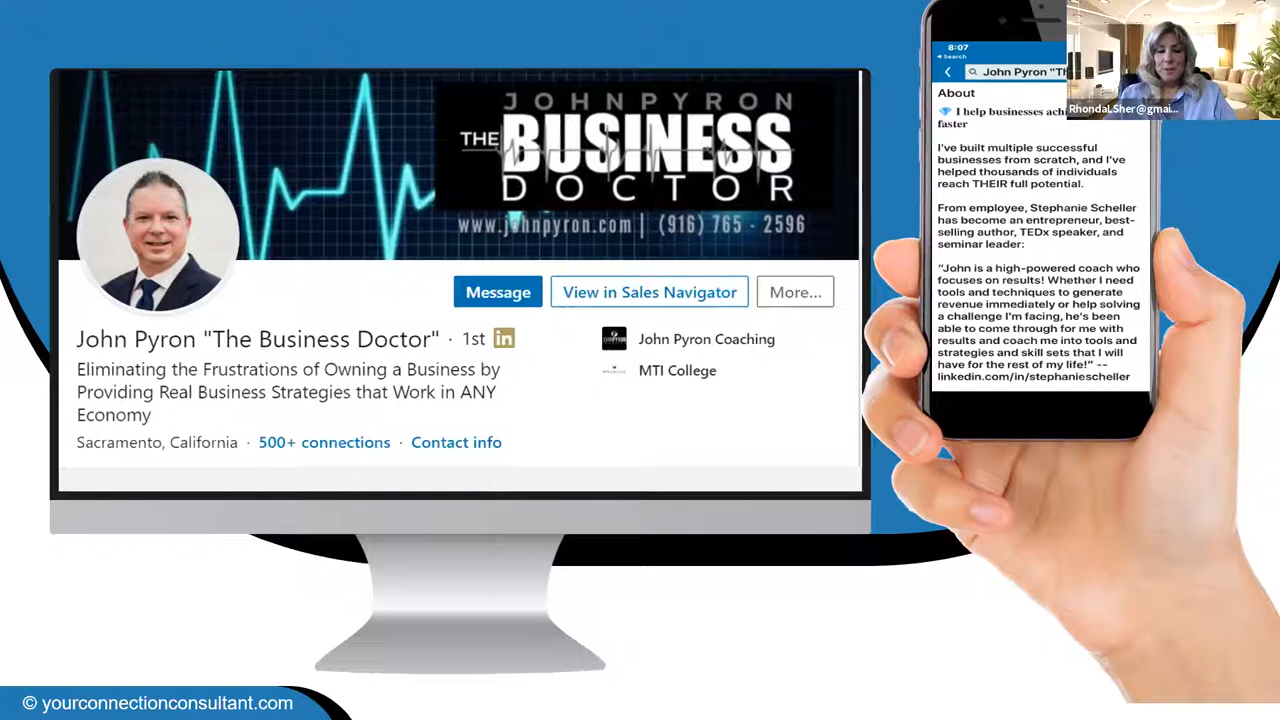 JOHNPYRON
THE BUSINESS
DOCTOR
www.johnpyron.com | (916) 765 - 2596
Message
View in Sales Navigator
More...
John Pyron "The Business Doctor" · 1st in
Eliminating the Frustrations of Owning a Business by
Providing Real Business Strategies that Work in ANY
Economy
Sacramento, California · 500+ connections · Contact info
John Pyron Coaching
MTI College
8:07
Search
John Pyron "Th
About
I help businesses achi
faster
I've built multiple successful
businesses from scratch, and I've
helped thousands of individuals
reach THEIR full potential.
From employee, Stephanie Scheller
has become an entrepreneur, best-
selling author, TEDx speaker, and
seminar leader:
"John is a high-powered coach who
focuses on results! Whether I need
tools and techniques to generate
revenue immediately or help solving
a challenge I'm facing, he's been
able to come through for me with
results and coach me into tools and
strategies and skill sets that I will
have for the rest of my life!" --
linkedin.com/in/stephaniescheller
RhondaLSher@gmai...
© yourconnectionconsultant.com